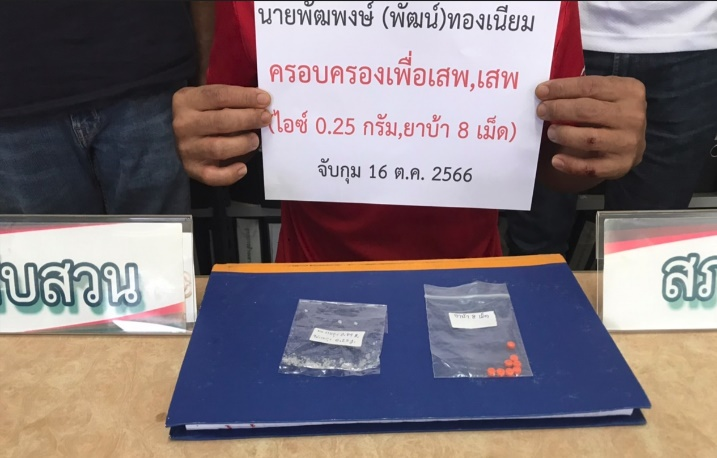 นายพัฒพงษ์ (พัฒน์)ทองเนียม
ครอบครองเพื่อเสพ,เสพ
(ไอซ์ 0.25 กรัม,ยาบ้า 8 เม็ด)
จับกุม 16 ต.ค. 2566
ืบสวน
สภ
ยาบ้า 8 เม็ด